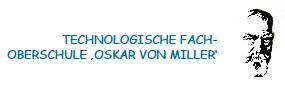 TECHNOLOGISCHE FACH-
OBERSCHULE ‚OSKAR VON MILLER‘